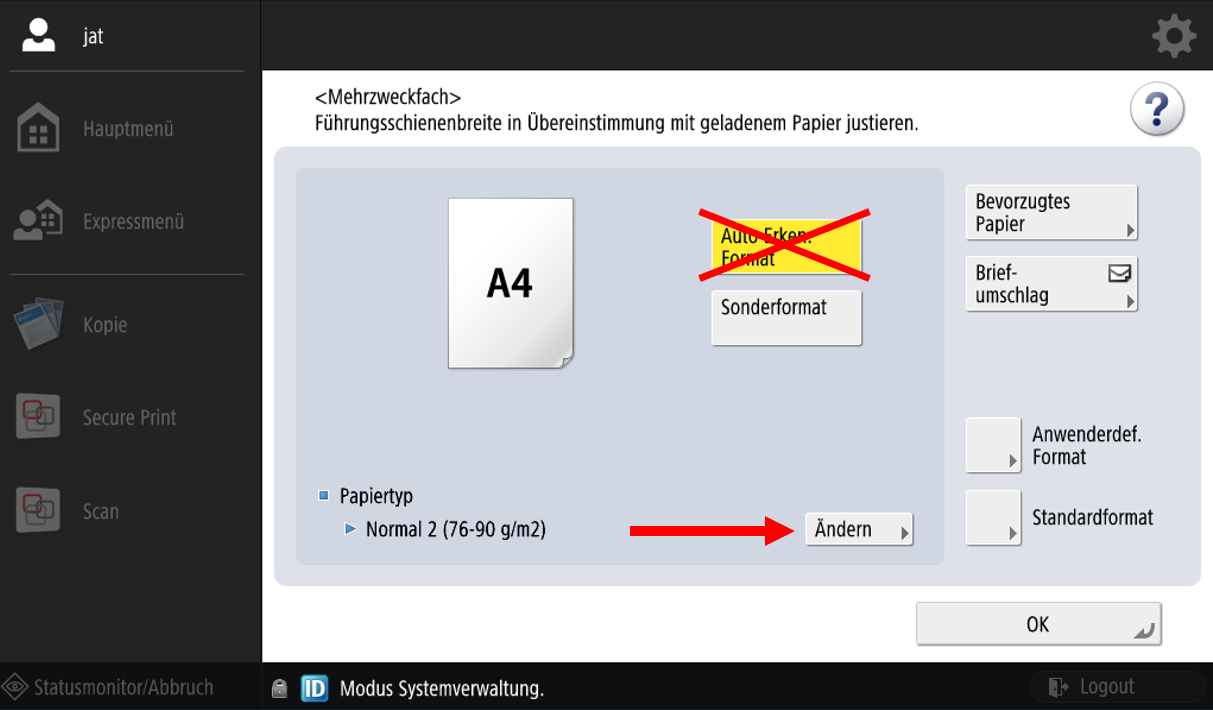 jat
Hauptmenü
Expressmenü
Kopie
Secure Print
Scan
<Mehrzweckfach>
Führungsschienenbreite in Übereinstimmung mit geladenem Papier justieren.
?
A4
Auto Erken.
Format
Sonderformat
Bevorzugtes
Papier
Brief-
umschlag
Anwenderdef.
Format
Standardformat
Papiertyp
Normal 2 (76-90 g/m2)
Ändern
OK
Statusmonitor/Abbruch
ID
Modus Systemverwaltung.
Logout